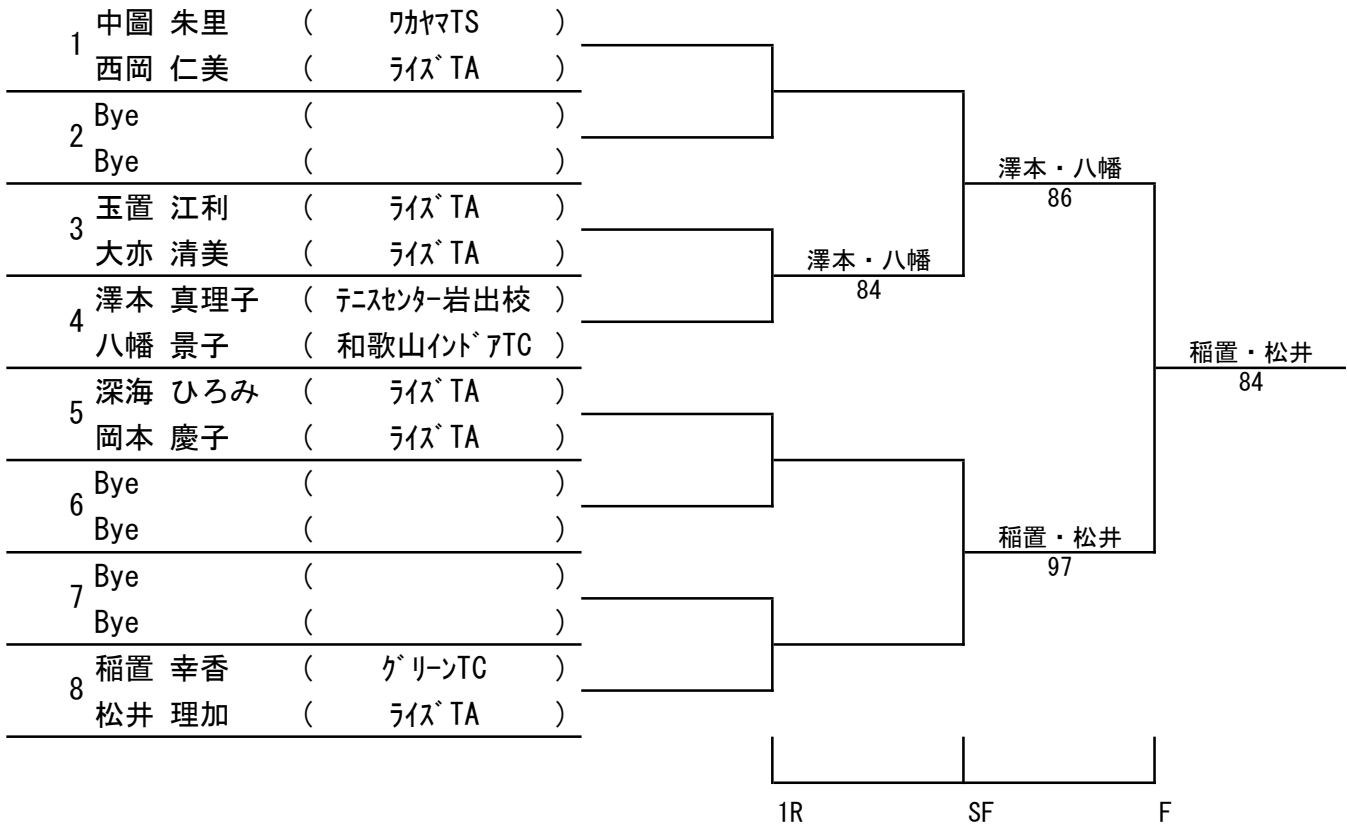 1
中圖 朱里 ( ﾜｶﾔﾏTS )
西岡 仁美 ( ﾗｲｽﾞTA )
2
Bye ( )
Bye ( )
3
玉置 江利 ( ﾗｲｽﾞTA )
大亦 清美 ( ﾗｲｽﾞTA )
4
澤本 真理子 ( ﾃﾆｽｾﾝﾀｰ岩出校 )
八幡 景子 ( 和歌山ｲﾝﾄﾞｱTC )
5
深海 ひろみ ( ﾗｲｽﾞTA )
岡本 慶子 ( ﾗｲｽﾞTA )
6
Bye ( )
Bye ( )
7
Bye ( )
Bye ( )
8
稲置 幸香 ( ｸﾞﾘｰﾝTC )
松井 理加 ( ﾗｲｽﾞTA )
澤本・八幡
84
澤本・八幡
86
稲置・松井
97
稲置・松井
84
1R SF F